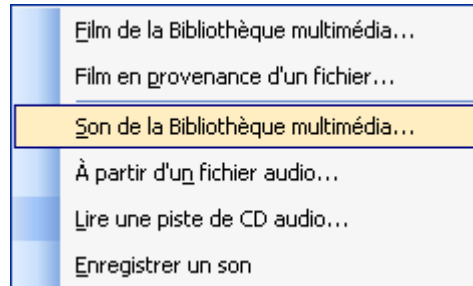 Film de la Bibliothèque multimédia...
Film en provenance d'un fichier...
Son de la Bibliothèque multimédia...
À partir d'un fichier audio...
Lire une piste de CD audio...
Enregistrer un son